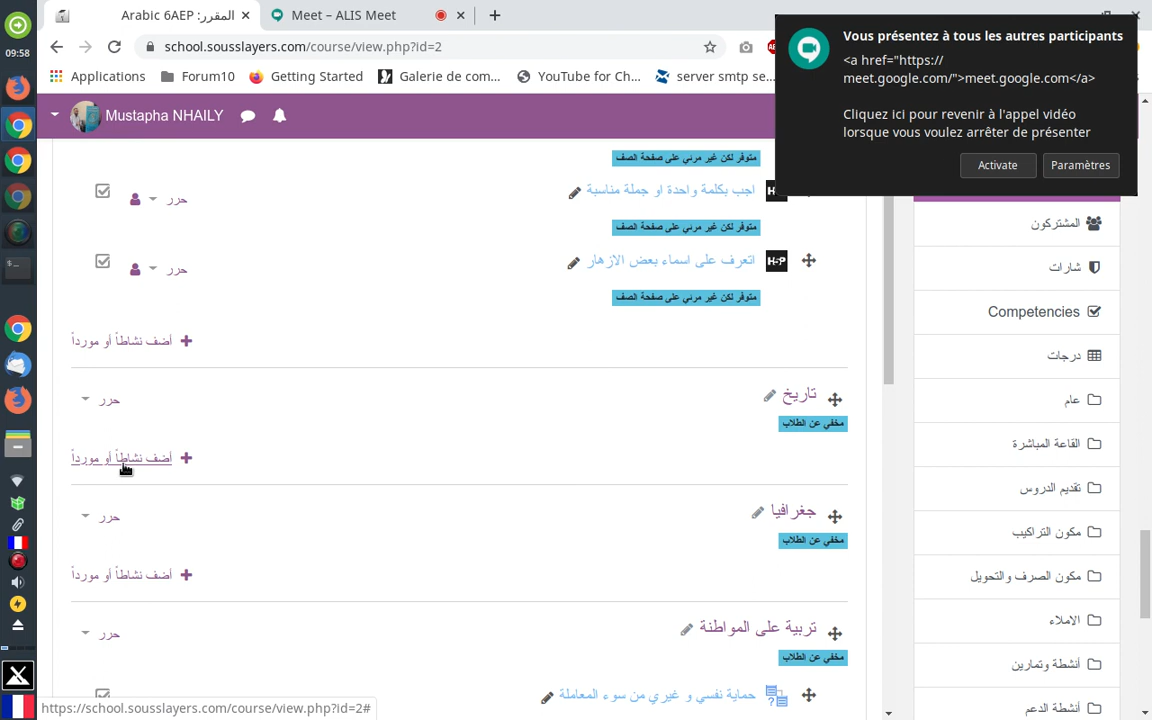 09:58
المقرر: Arabic 6AEP
Meet – ALIS Meet
school.sousslayers.com/course/view.php?id=2
Applications
Forum10
Getting Started
Galerie de com...
YouTube for Ch...
server smtp se...
Vous présentez à tous les autres participants
<a href="https://
meet.google.com/">meet.google.com</a>
Cliquez ici pour revenir à l'appel vidéo
lorsque vous voulez arrêter de présenter
Activate
Paramètres
Mustapha NHAILY
متوفر لكن غير مرئي على صفحة الصف
اجب بكلمة واحدة او جملة مناسبة
حرر
متوفر لكن غير مرئي على صفحة الصف
H-P
اتعرف على اسماء بعض الازهار
حرر
متوفر لكن غير مرئي على صفحة الصف
أضف نشاطاً أو مورداً
تاريخ
حرر
مخفي عن الطلاب
أضف نشاطاً أو مورداً
جغرافيا
حرر
مخفي عن الطلاب
أضف نشاطاً أو مورداً
تربية على المواطنة
حرر
مخفي عن الطلاب
حماية نفسي و غيري من سوء المعاملة
المشتركون
شارات
Competencies
درجات
عام
القاعة المباشرة
تقديم الدروس
مكون التراكيب
مكون الصرف والتحويل
الاملاء
أنشطة وتمارين
أنشطة الدعم
https://school.sousslayers.com/course/view.php?id=2#